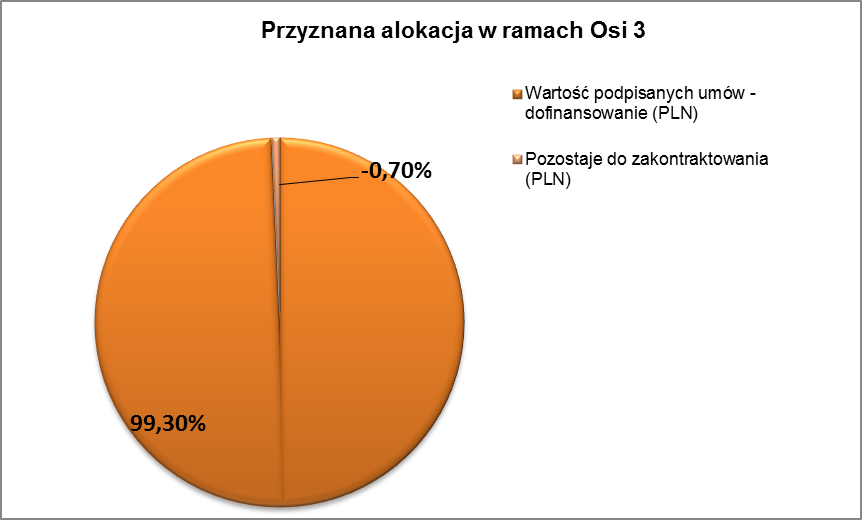 Przyznana alokacja w ramach Osi 3
Wartość podpisanych umów -
dofinansowanie (PLN)
Pozostaje do zakontraktowania
(PLN)
-0,70%
99,30%